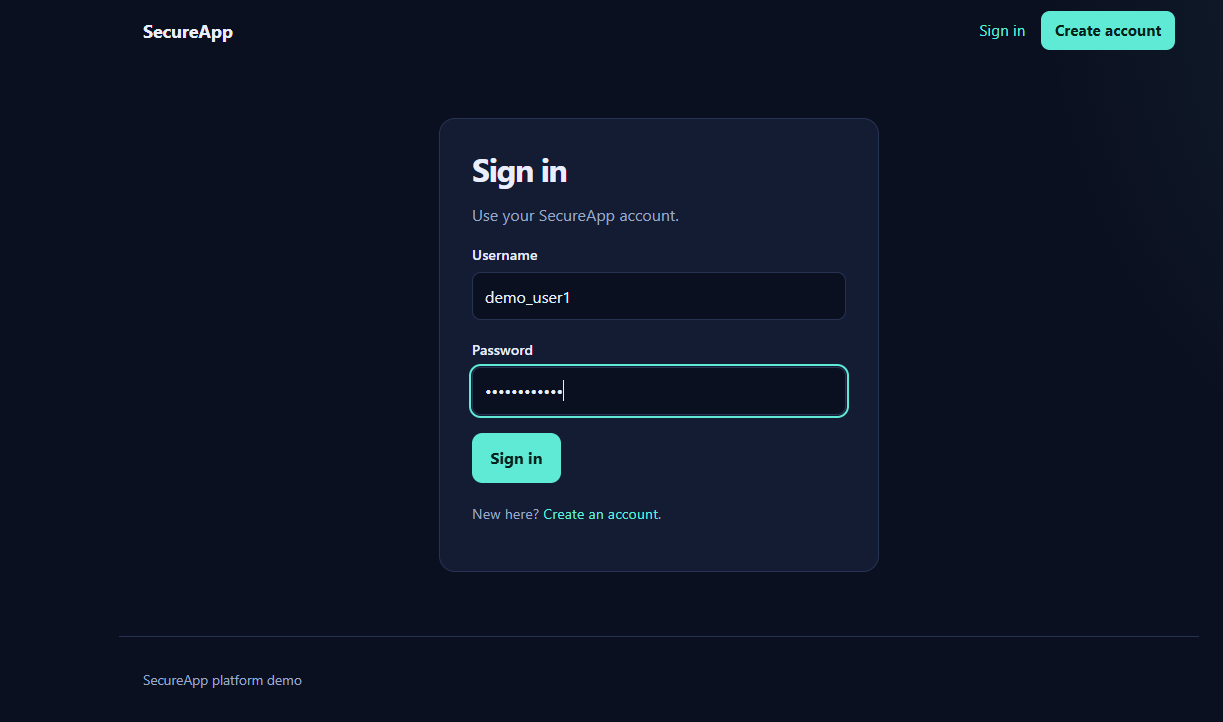 SecureApp
Sign in
Create account
Sign in
Use your SecureApp account.
Username
demo_user1
Password
••••••••••••
Sign in
New here? Create an account.
SecureApp platform demo